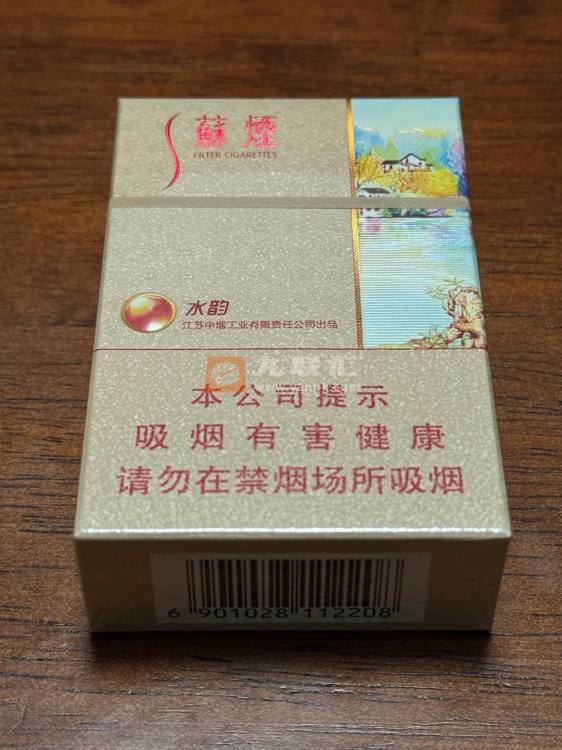 蘇煙
FILTER CIGARETTES
水韵
江苏中烟工业有限责任公司出品
本公司提示
吸烟有害健康
请勿在禁烟场所吸烟
6 901028 112208